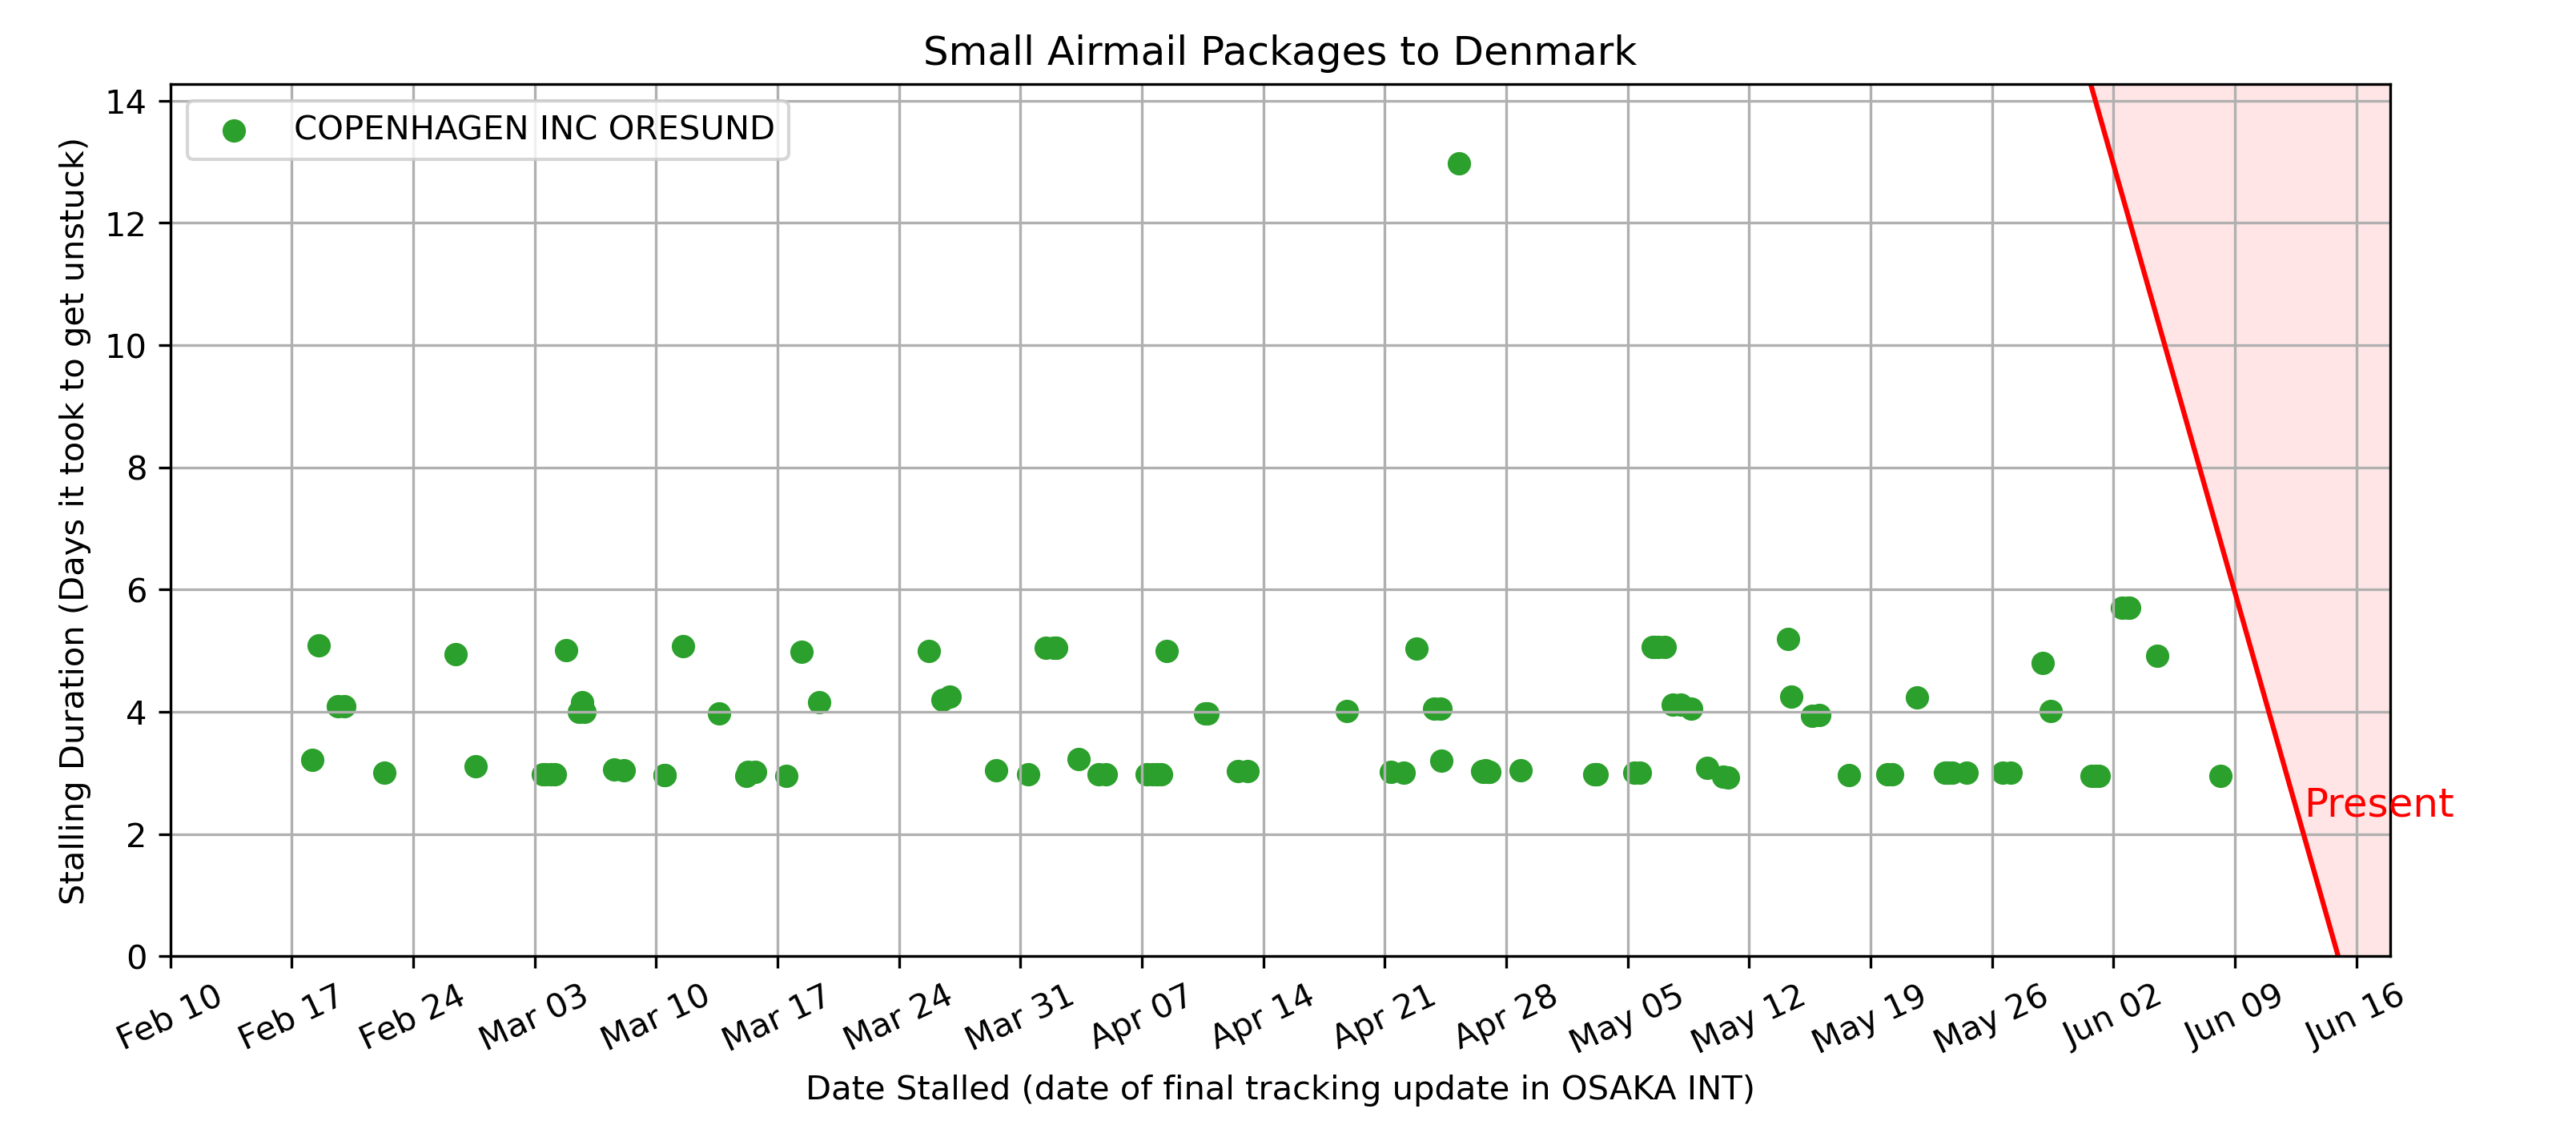 Small Airmail Packages to Denmark
COPENHAGEN INC ORESUND
Stalling Duration (Days it took to get unstuck)
14
12
10
8
6
4
2
0
Present
Feb 10
Feb 17
Feb 24
Mar 03
Mar 10
Mar 17
Mar 24
Mar 31
Apr 07
Apr 14
Apr 21
Apr 28
May 05
May 12
May 19
May 26
Jun 02
Jun 09
Jun 16
Date Stalled (date of final tracking update in OSAKA INT)